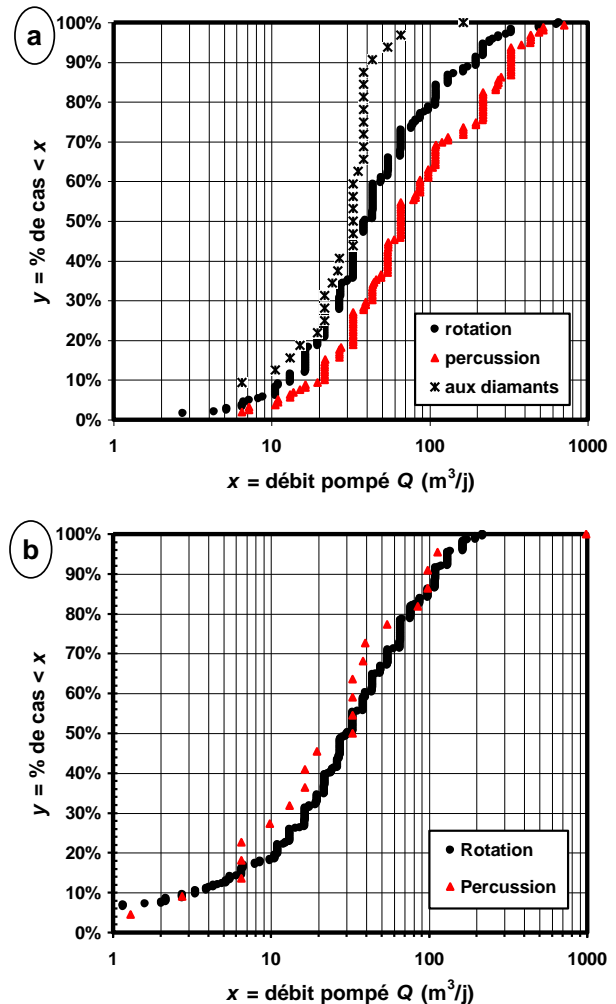 a
100%
90%
80%
70%
60%
50%
40%
30%
20%
10%
0%
y = % de cas < x
rotation
percussion
aux diamants
1 10 100 1000
x = débit pompé Q (m³/j)
b
100%
90%
80%
70%
60%
50%
40%
30%
20%
10%
0%
y = % de cas < x
Rotation
Percussion
1 10 100 1000
x = débit pompé Q (m³/j)